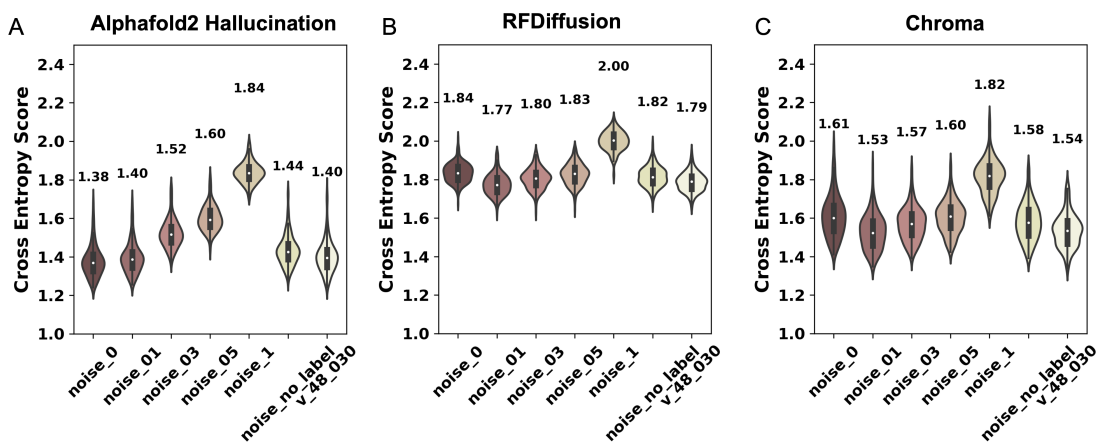 A
Alphafold2 Hallucination
Cross Entropy Score
2.4
2.2
2.0
1.8
1.6
1.4
1.2
1.0
1.38
1.40
1.52
1.60
1.84
1.44
1.40
noise_0
noise_01
noise_03
noise_05
noise_1
noise_no_label
v_48_030
B
RFDiffusion
Cross Entropy Score
2.4
2.2
2.0
1.8
1.6
1.4
1.2
1.0
1.84
1.77
1.80
1.83
2.00
1.82
1.79
noise_0
noise_01
noise_03
noise_05
noise_1
noise_no_label
v_48_030
C
Chroma
Cross Entropy Score
2.4
2.2
2.0
1.8
1.6
1.4
1.2
1.0
1.61
1.53
1.57
1.60
1.82
1.58
1.54
noise_0
noise_01
noise_03
noise_05
noise_1
noise_no_label
v_48_030